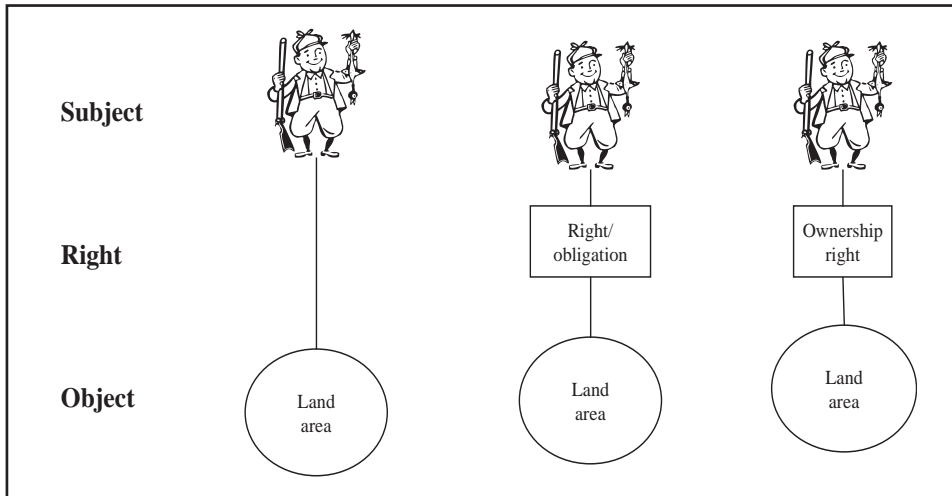 Subject
Right
Right/
obligation
Ownership
right
Object
Land
area
Land
area
Land
area